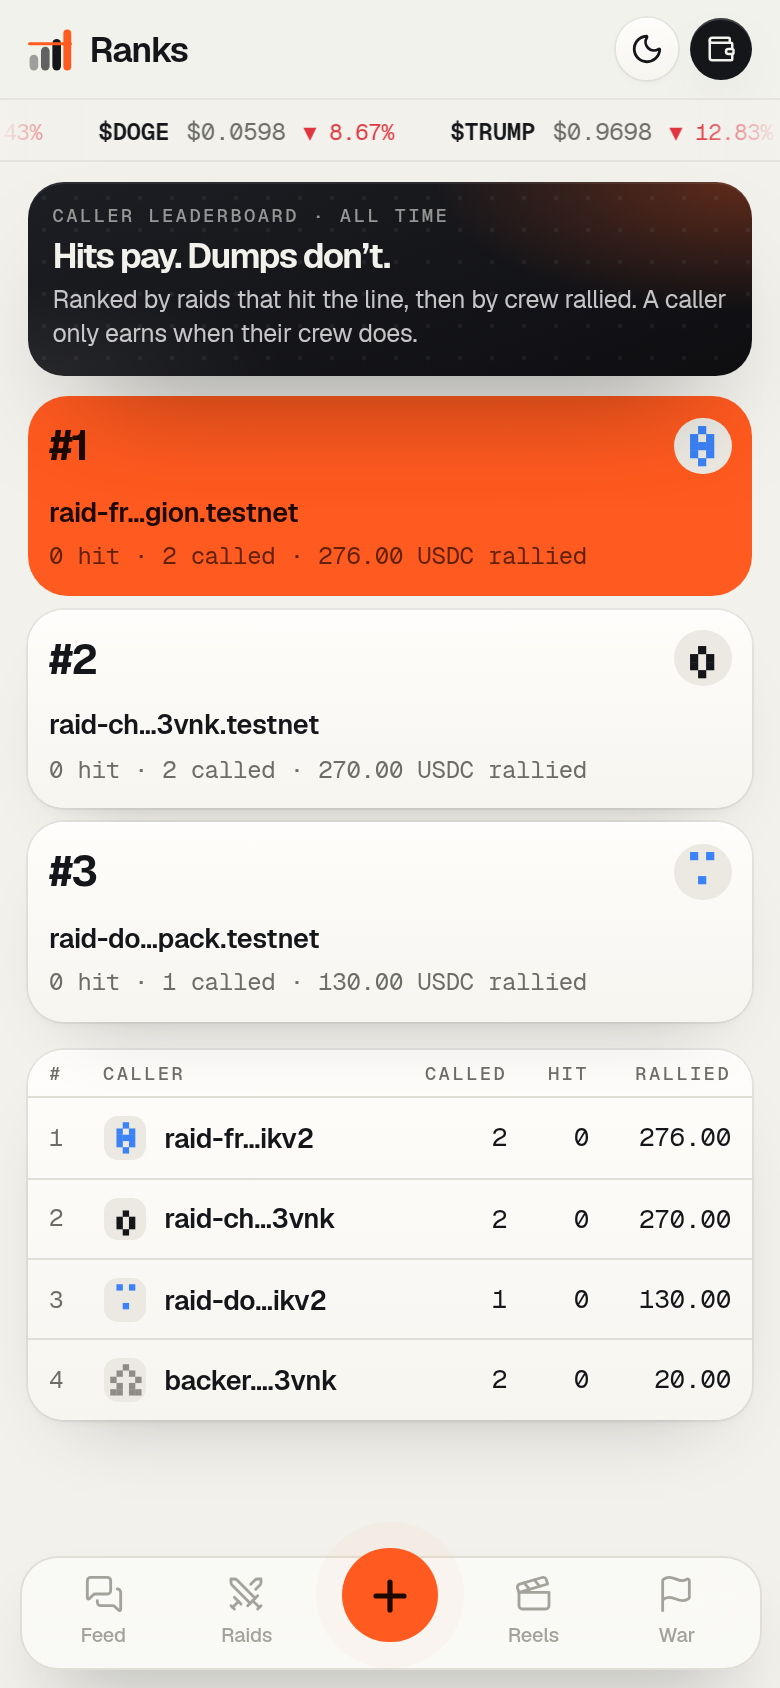 Ranks
43% $DOGE $0.0598 ▼ 8.67% $TRUMP $0.9698 ▼ 12.83%
CALLER LEADERBOARD · ALL TIME
Hits pay. Dumps don’t.
Ranked by raids that hit the line, then by crew rallied. A caller
only earns when their crew does.
#1
raid-fr…gion.testnet
0 hit · 2 called · 276.00 USDC rallied
#2
raid-ch…3vnk.testnet
0 hit · 2 called · 270.00 USDC rallied
#3
raid-do…pack.testnet
0 hit · 1 called · 130.00 USDC rallied
# CALLER CALLED HIT RALLIED
1 raid-fr…ikv2 2 0 276.00
2 raid-ch…3vnk 2 0 270.00
3 raid-do…ikv2 1 0 130.00
4 backer.…3vnk 2 0 20.00
Feed Raids Reels War